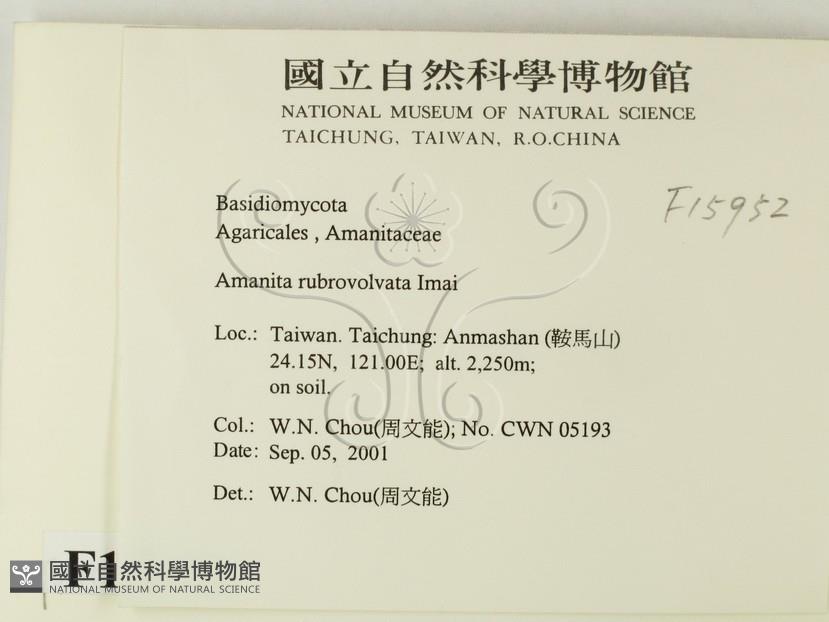 國立自然科學博物館
NATIONAL MUSEUM OF NATURAL SCIENCE
TAICHUNG, TAIWAN, R.O.CHINA
F15952
Basidiomycota
Agaricales , Amanitaceae
Amanita rubrovolvata Imai
Loc.: Taiwan. Taichung: Anmashan (鞍馬山)
24.15N, 121.00E; alt. 2,250m;
on soil.
Col.: W.N. Chou(周文能); No. CWN 05193
Date: Sep. 05, 2001
Det.: W.N. Chou(周文能)
F1
國立自然科學博物館
NATIONAL MUSEUM OF NATURAL SCIENCE